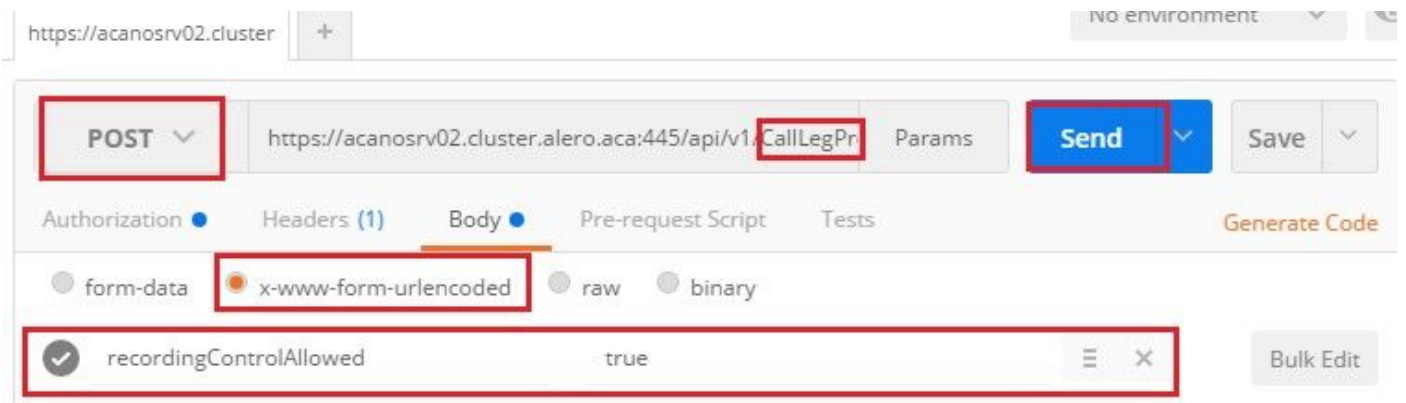 https://acanosrv02.cluster +
No environment
POST https://acanosrv02.cluster.alero.aca:445/api/v1/CallLegPr Params Send Save
Authorization Headers (1) Body Pre-request Script Tests Generate Code
form-data x-www-form-urlencoded raw binary
recordingControlAllowed true Bulk Edit